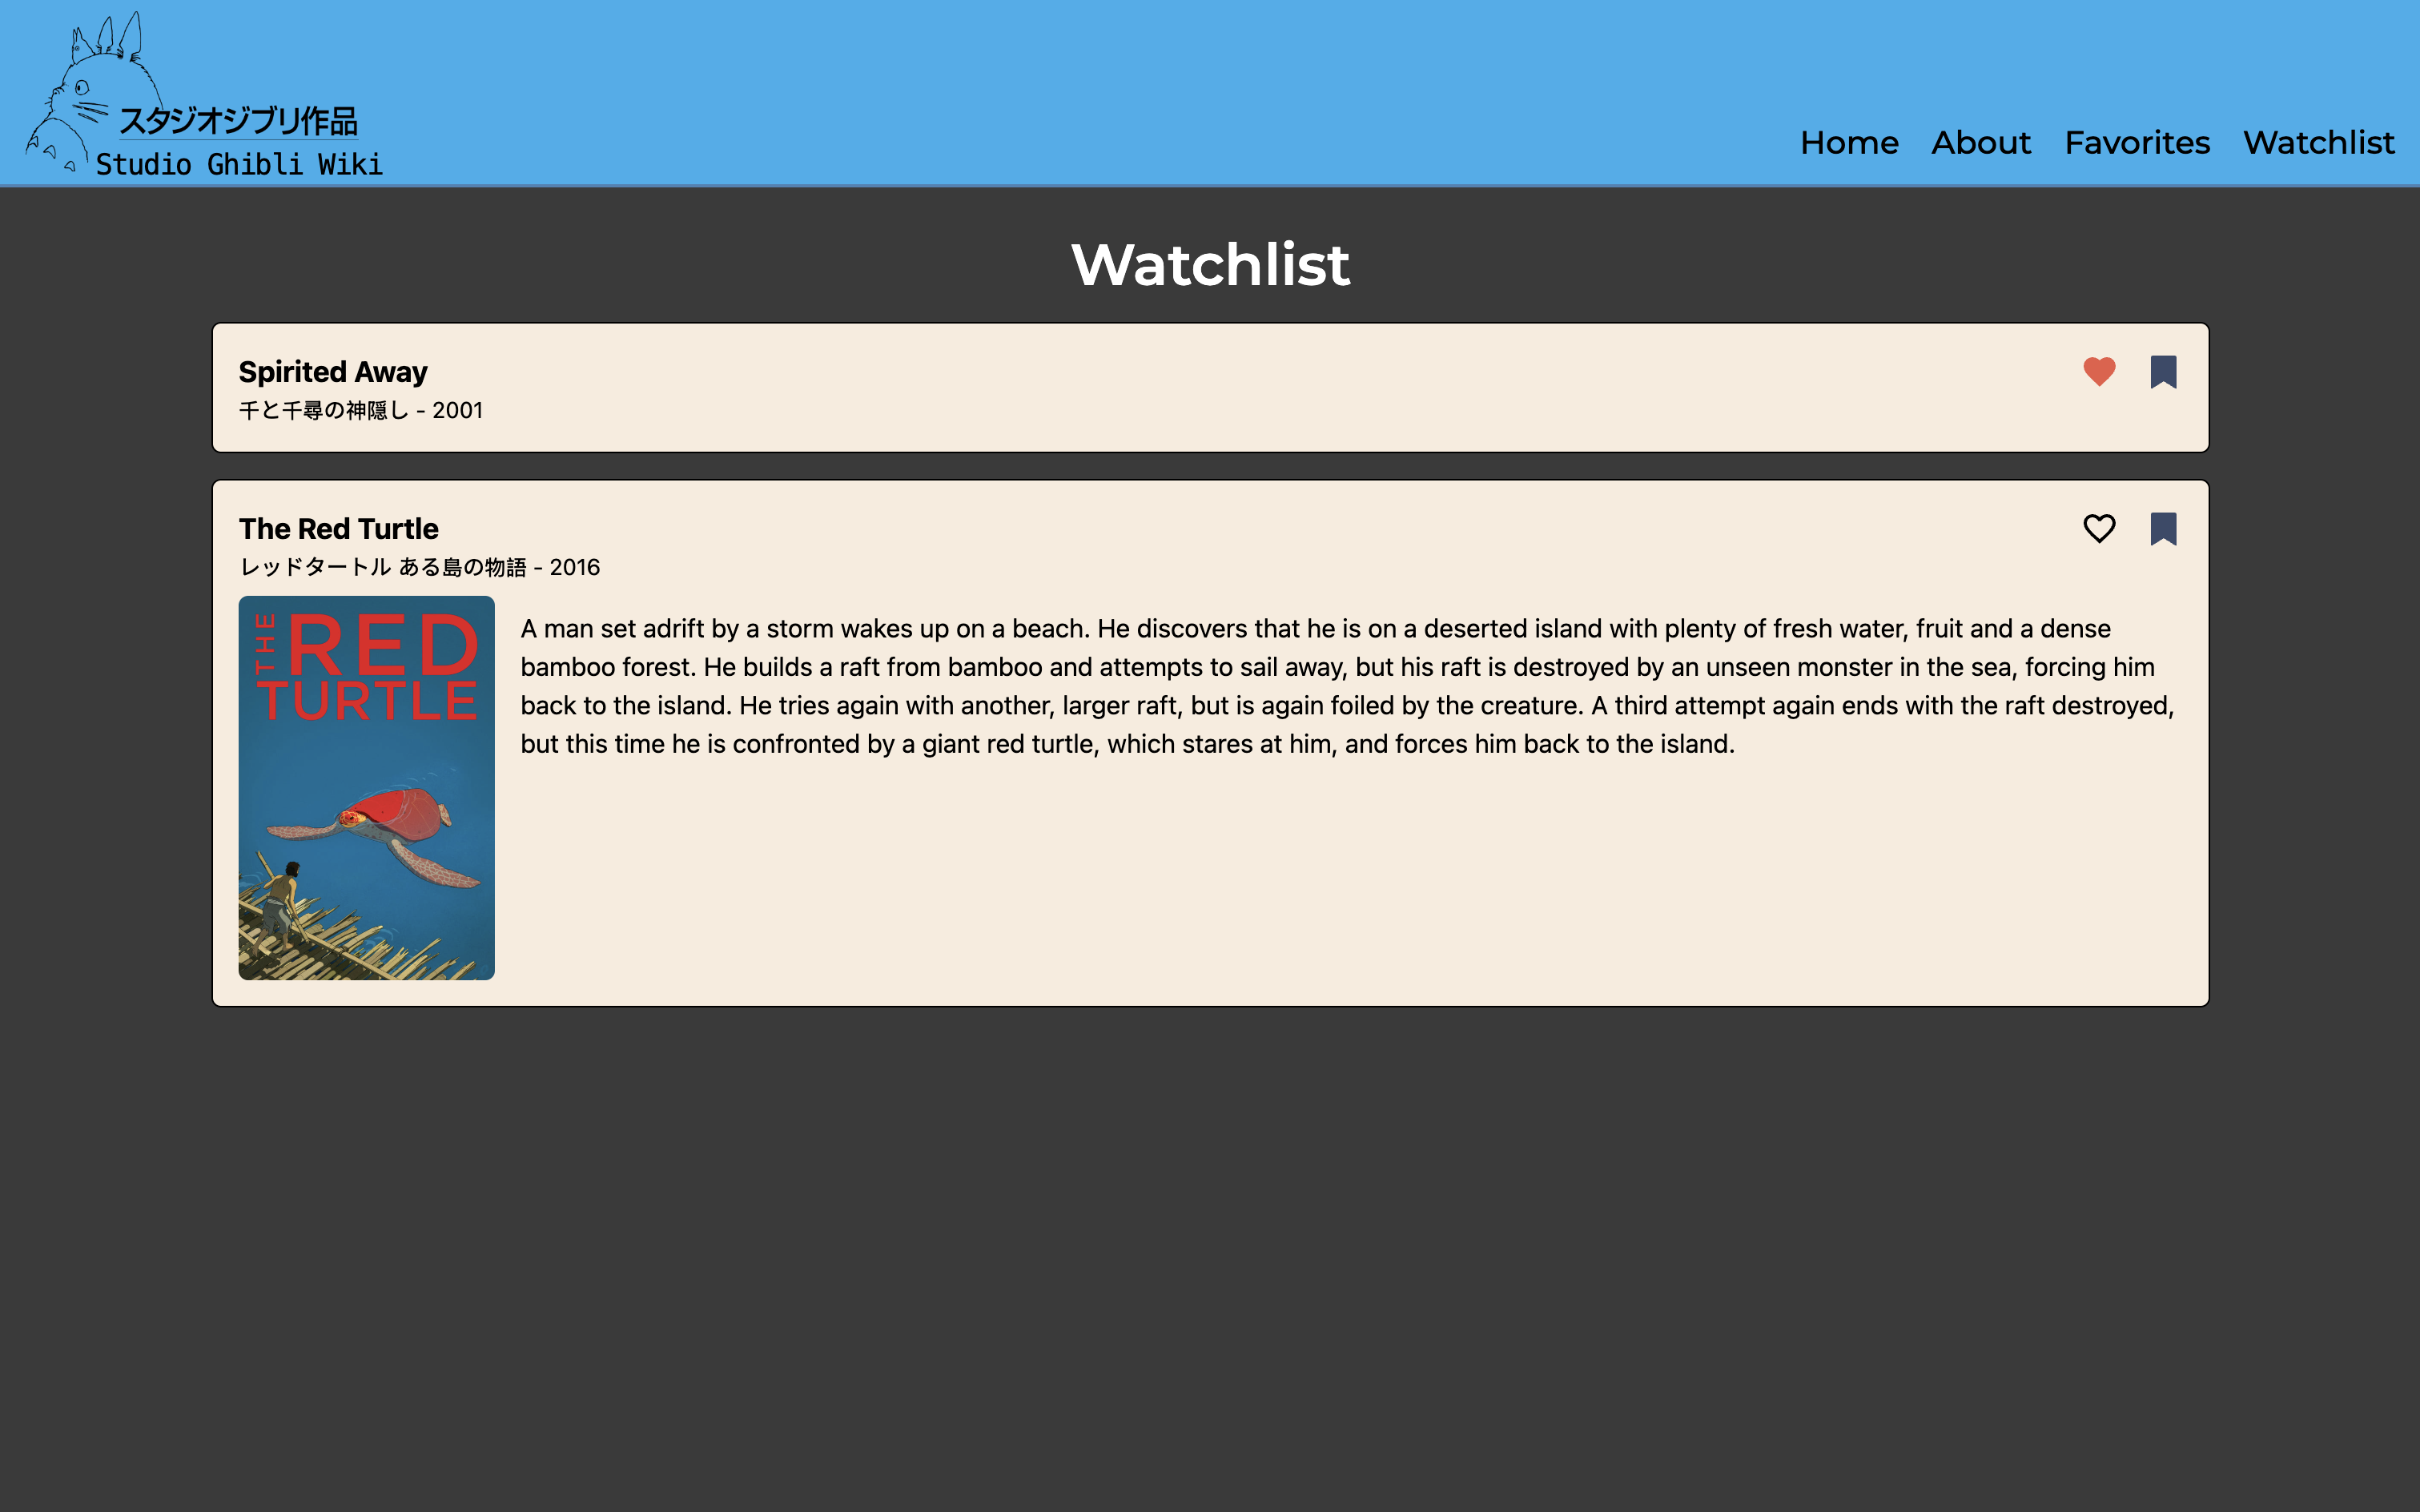 スタジオジブリ作品
Studio Ghibli Wiki
Home About Favorites Watchlist
Watchlist
Spirited Away
千と千尋の神隠し - 2001
The Red Turtle
レッドタートル ある島の物語 - 2016
THE RED
TURTLE
A man set adrift by a storm wakes up on a beach. He discovers that he is on a deserted island with plenty of fresh water, fruit and a dense
bamboo forest. He builds a raft from bamboo and attempts to sail away, but his raft is destroyed by an unseen monster in the sea, forcing him
back to the island. He tries again with another, larger raft, but is again foiled by the creature. A third attempt again ends with the raft destroyed,
but this time he is confronted by a giant red turtle, which stares at him, and forces him back to the island.